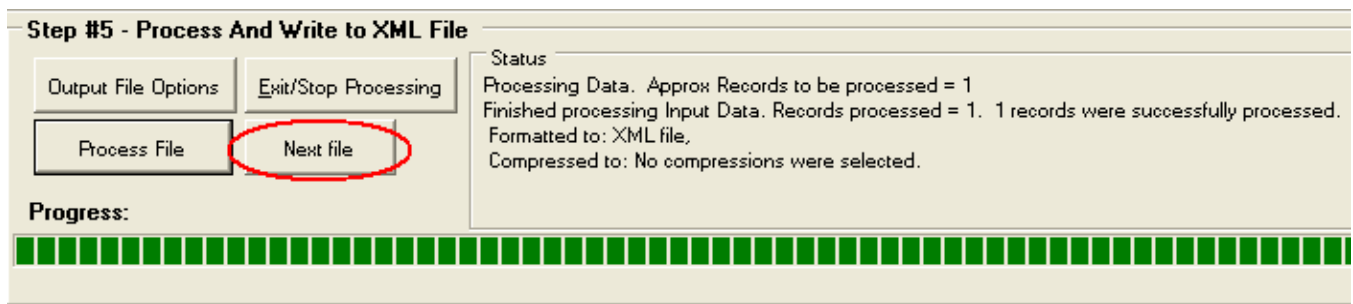 Step #5 - Process And Write to XML File
Output File Options
Exit/Stop Processing
Process File
Next file
Status
Processing Data. Approx Records to be processed = 1
Finished processing Input Data. Records processed = 1. 1 records were successfully processed.
Formatted to: XML file,
Compressed to: No compressions were selected.
Progress: